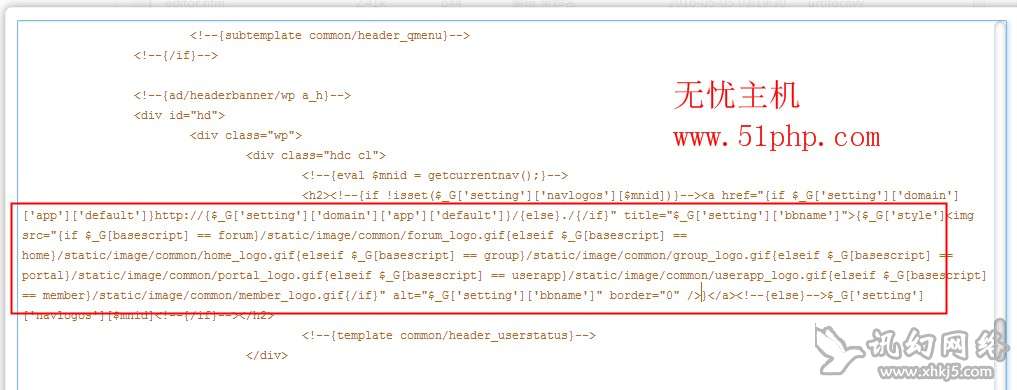 <!--{subtemplate common/header_qmenu}-->
<!--{/if}-->
<!--{ad/headerbanner/wp a_h}-->
无忧主机
<div id="hd">
<div class="wp">
www.51php.com
<div class="hdc cl">
<!--{eval $mnid = getcurrentnav();}-->
<h2><!--{if !isset($_G['setting']['navlogos'][$mnid])}--><a href="{if $_G['setting']['domain']
['app']['default']}http://{$_G['setting']['domain']['app']['default']}/{else}./{/if}" title="$_G['setting']['bbname']">{$_G['style']<img
src="{if $_G[basescript] == forum}/static/image/common/forum_logo.gif{elseif $_G[basescript] ==
home}/static/image/common/home_logo.gif{elseif $_G[basescript] == group}/static/image/common/group_logo.gif{elseif $_G[basescript] ==
portal}/static/image/common/portal_logo.gif{elseif $_G[basescript] == userapp}/static/image/common/userapp_logo.gif{elseif $_G[basescript]
== member}/static/image/common/member_logo.gif{/if}" alt="$_G['setting']['bbname']" border="0" />}</a><!--{else}-->$_G['setting']
['navlogos'][$mnid]<!--{/if}--></h2>
<!--{template common/header_userstatus}-->
</div>
讯幻网络
www.xhkj5.com